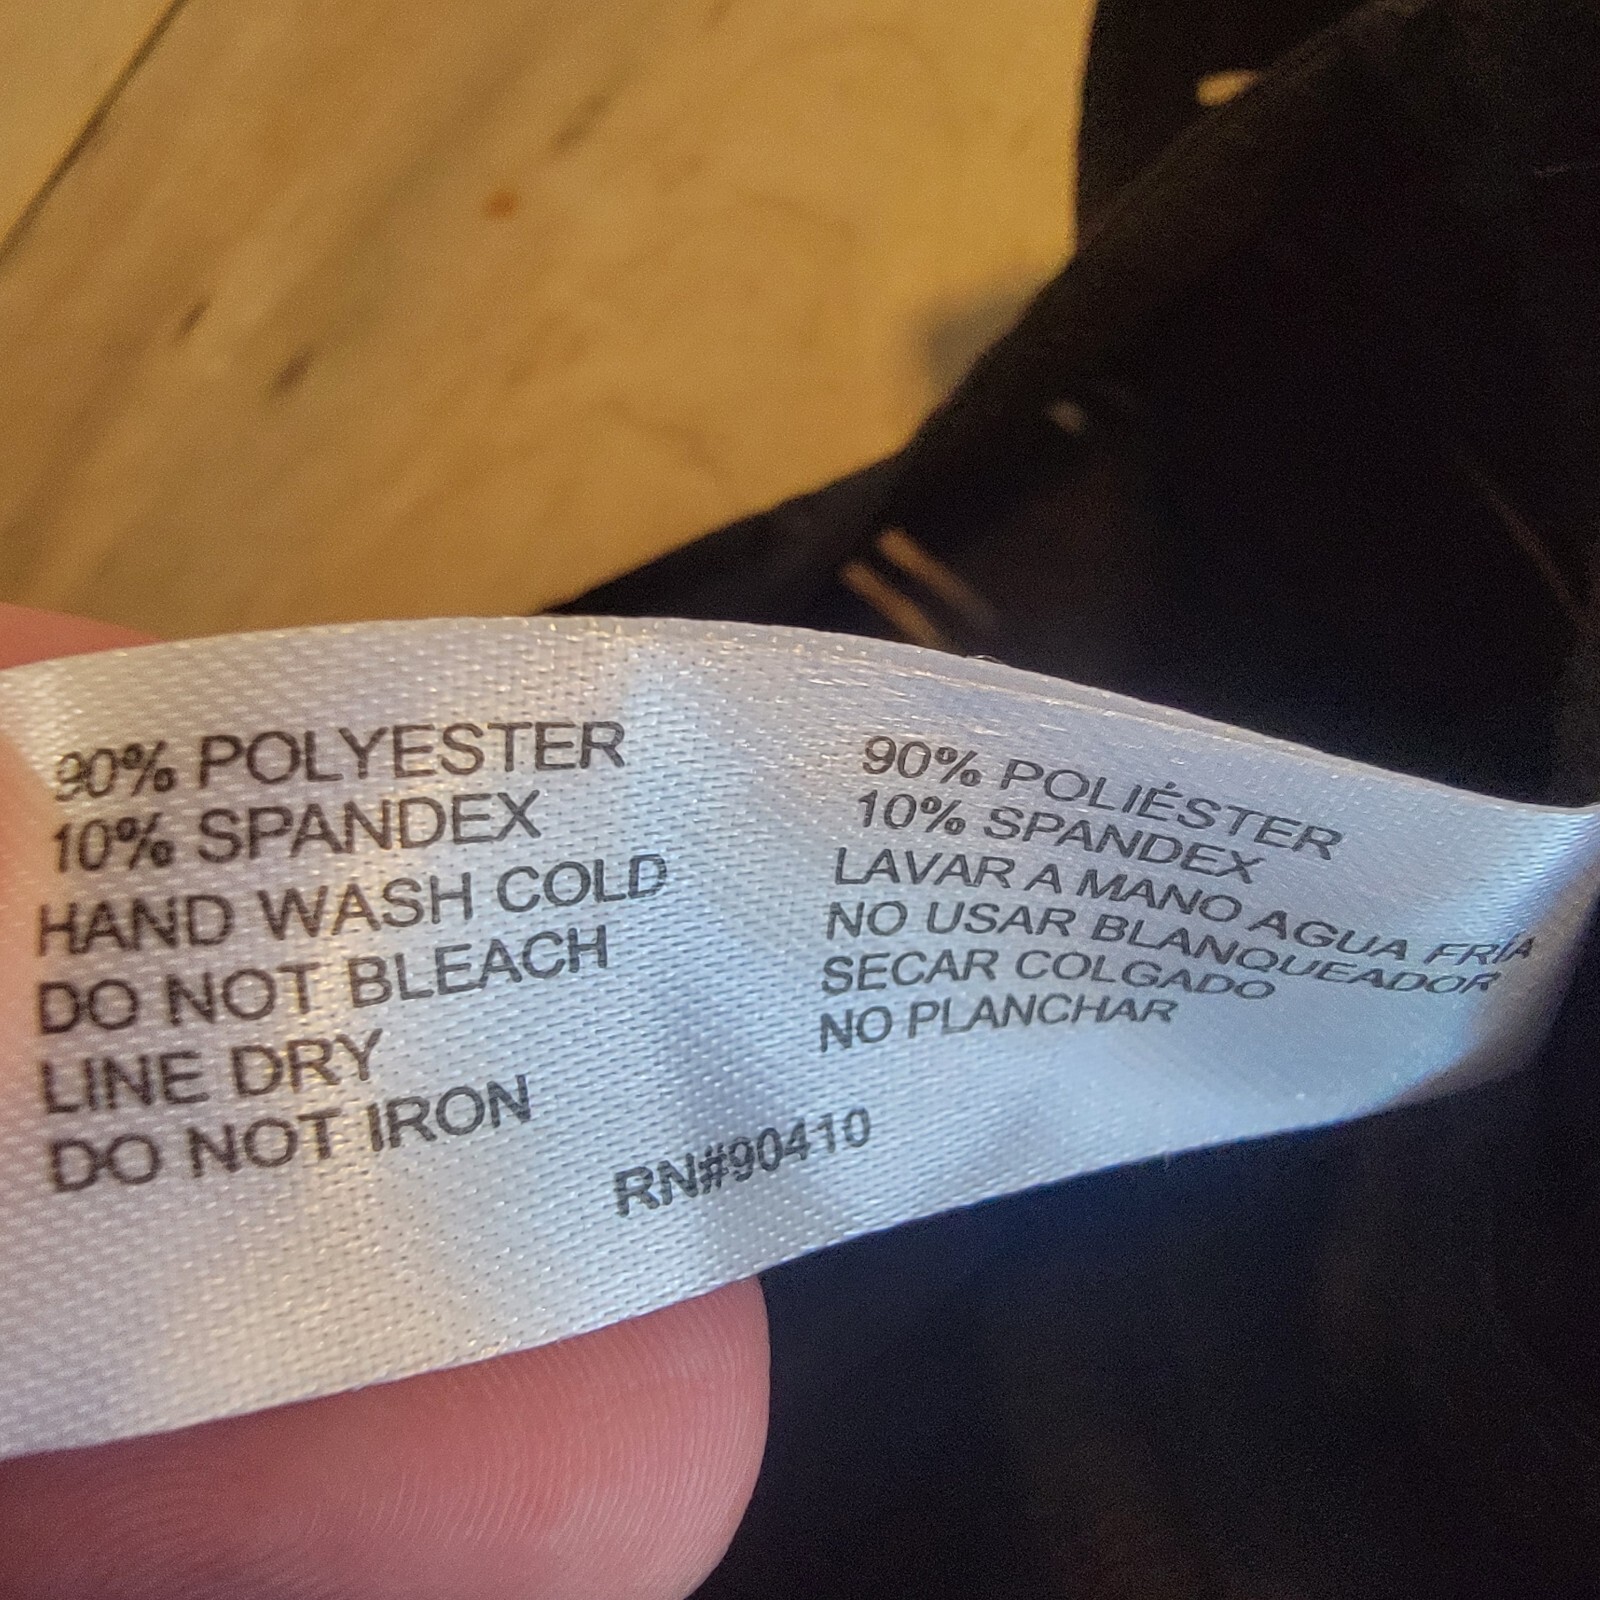 90% POLYESTER
10% SPANDEX
HAND WASH COLD
DO NOT BLEACH
LINE DRY
DO NOT IRON
90% POLIÉSTER
10% SPANDEX
LAVAR A MANO AGUA FRÍA
NO USAR BLANQUEADOR
SECAR COLGADO
NO PLANCHAR
RN#90410